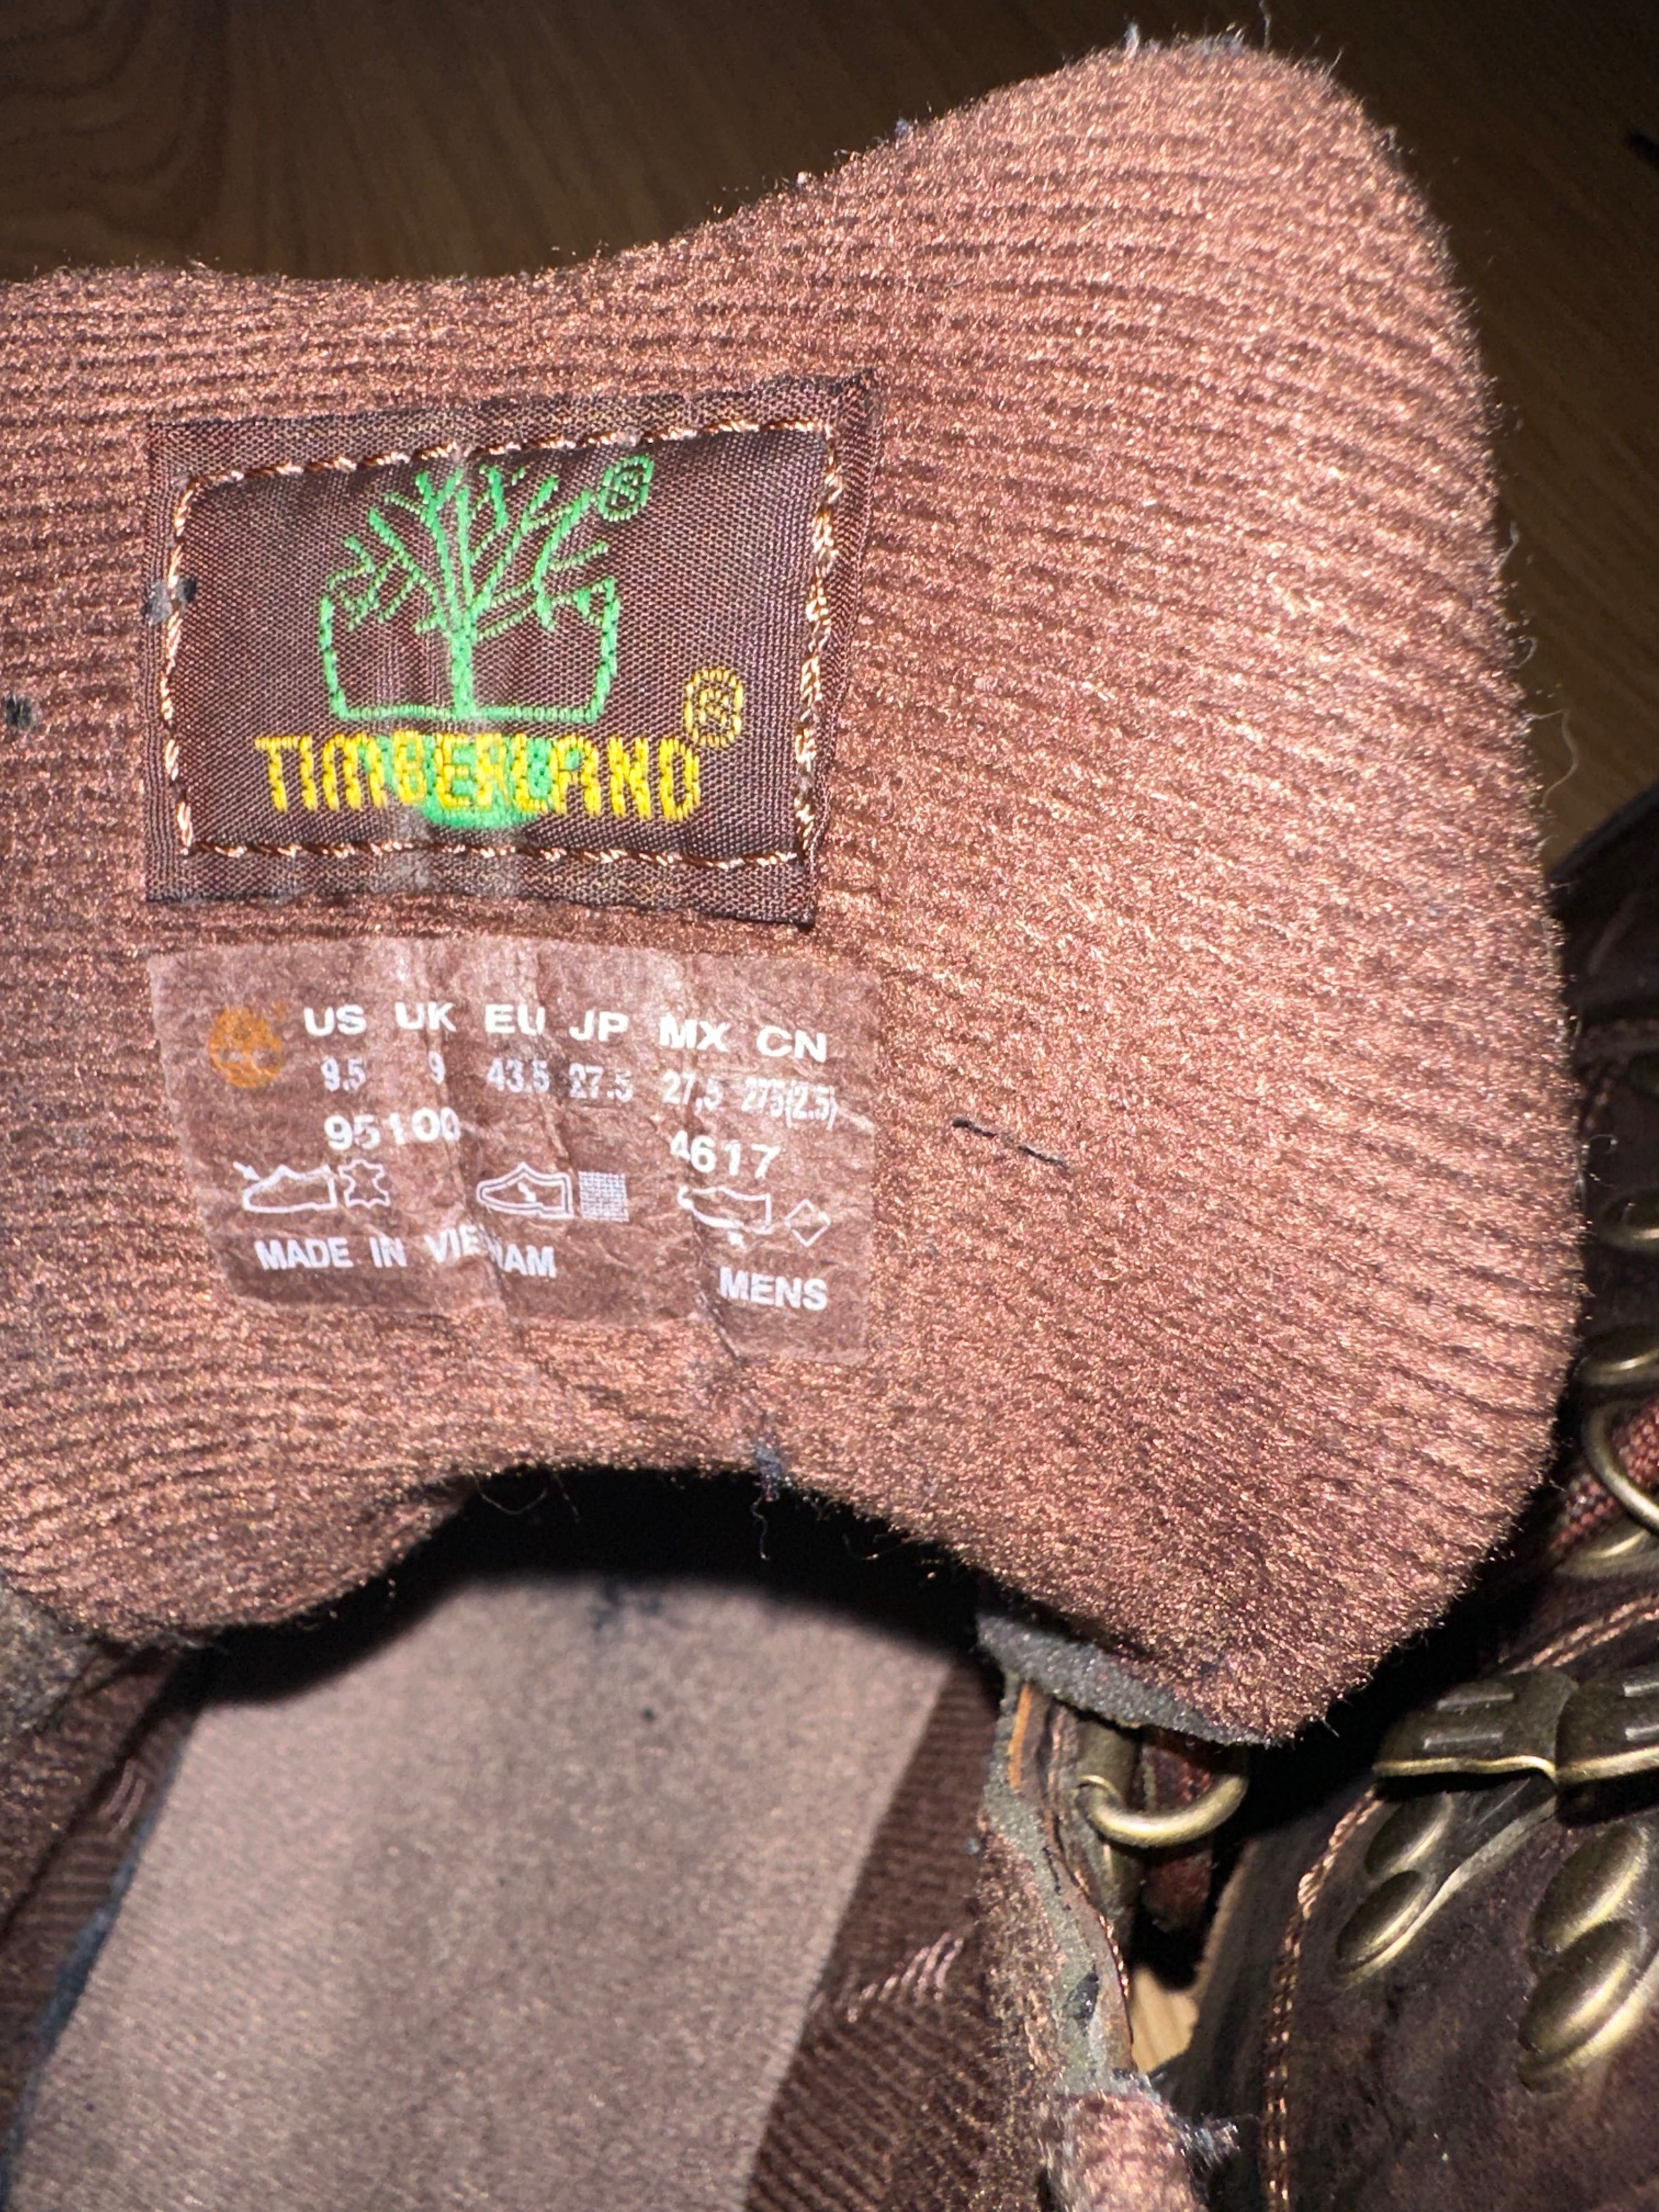 ®
TIMBERLAND®
US UK EU JP MX CN
9.5 9 43.5 27.5 27,5 275(2.5)
95100 4617
MADE IN VIETNAM
MENS